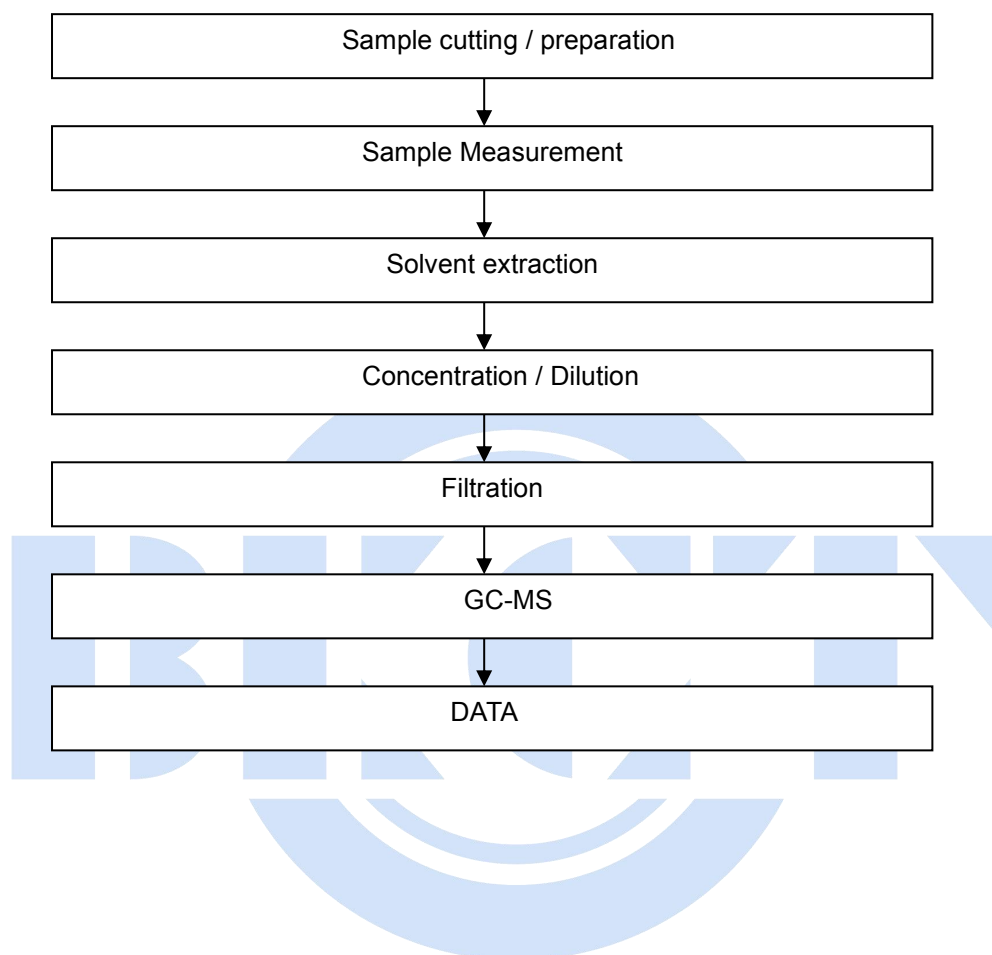 Sample cutting / preparation
Sample Measurement
Solvent extraction
Concentration / Dilution
Filtration
GC-MS
DATA